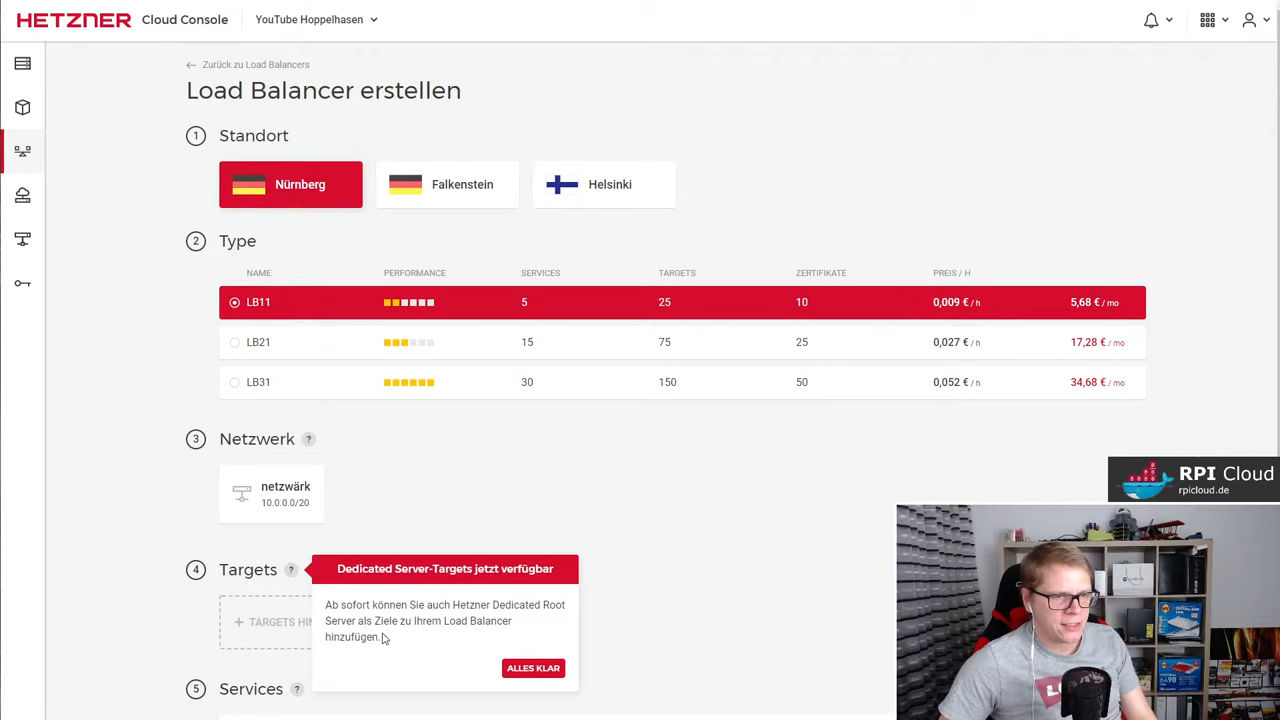 HETZNER Cloud Console YouTube Hoppelhasen
← Zurück zu Load Balancers
Load Balancer erstellen
1 Standort
Nürnberg Falkenstein Helsinki
2 Type
NAME PERFORMANCE SERVICES TARGETS ZERTIFIKATE PREIS / H
LB11 5 25 10 0,009 € / h 5,68 € / mo
LB21 15 75 25 0,027 € / h 17,28 € / mo
LB31 30 150 50 0,052 € / h 34,68 € / mo
3 Netzwerk ?
netzwärk
10.0.0.0/20
RPI Cloud
rpicloud.de
4 Targets ?
Dedicated Server-Targets jetzt verfügbar
+ TARGETS HIN
Ab sofort können Sie auch Hetzner Dedicated Root
Server als Ziele zu Ihrem Load Balancer
hinzufügen.
ALLES KLAR
5 Services ?